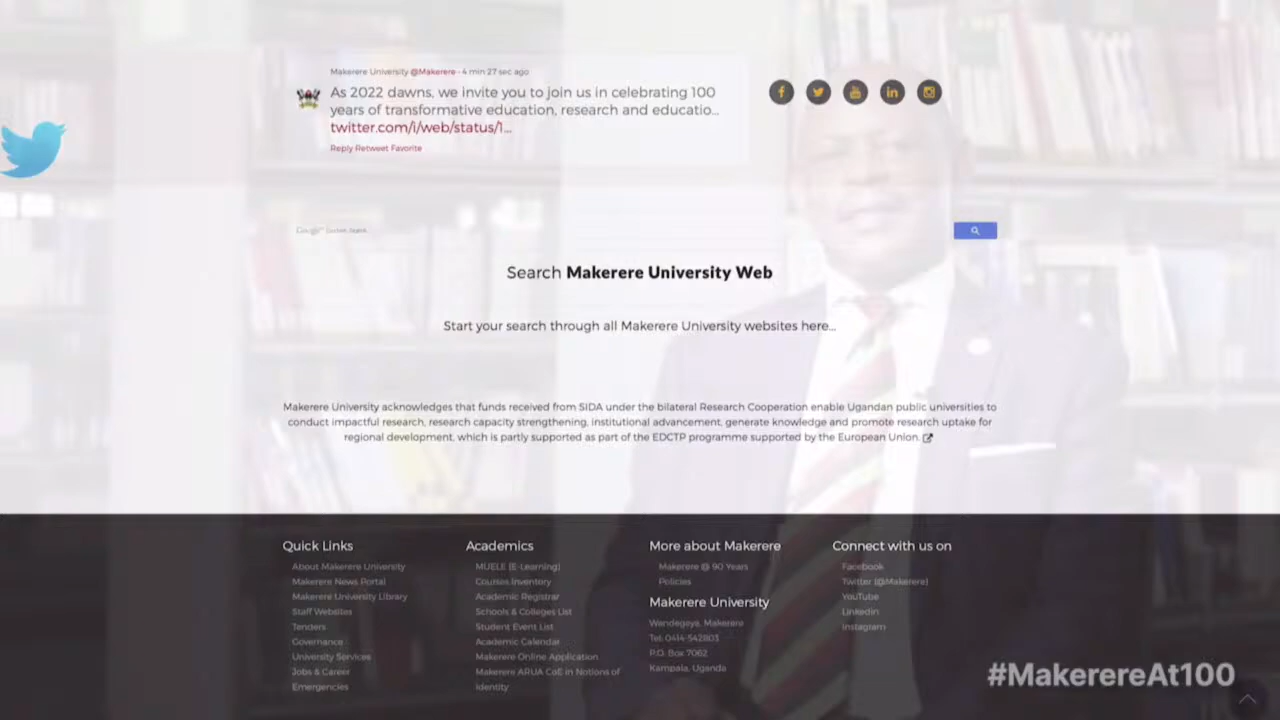 Makerere University @Makerere - 4 min 27 sec ago
As 2022 dawns, we invite you to join us in celebrating 100
years of transformative education, research and educatio...
twitter.com/i/web/status/1...
Reply Retweet Favorite
Google
Search Makerere University Web
Start your search through all Makerere University websites here...
Makerere University acknowledges that funds received from SIDA under the bilateral Research Cooperation enable Ugandan public universities to
conduct impactful research, research capacity strengthening, institutional advancement, generate knowledge and promote research uptake for
regional development, which is partly supported as part of the EDCTP programme supported by the European Union.
Quick Links
About Makerere University
Makerere News Portal
Makerere University Library
Staff Websites
Tenders
Governance
University Services
Jobs & Career
Emergencies
Academics
MUELE (E-Learning)
Courses Inventory
Academic Registrar
Schools & Colleges List
Student Event List
Academic Calendar
Makerere Online Application
Makerere ARUA CoE in Notions of
Identity
More about Makerere
Makerere @ 90 Years
Policies
Makerere University
Wandegeya, Makerere
Tel: 0414-542803
P.O. Box 7062
Kampala, Uganda
Connect with us on
Facebook
Twitter (@Makerere)
YouTube
Linkedin
Instagram
#MakerereAt100